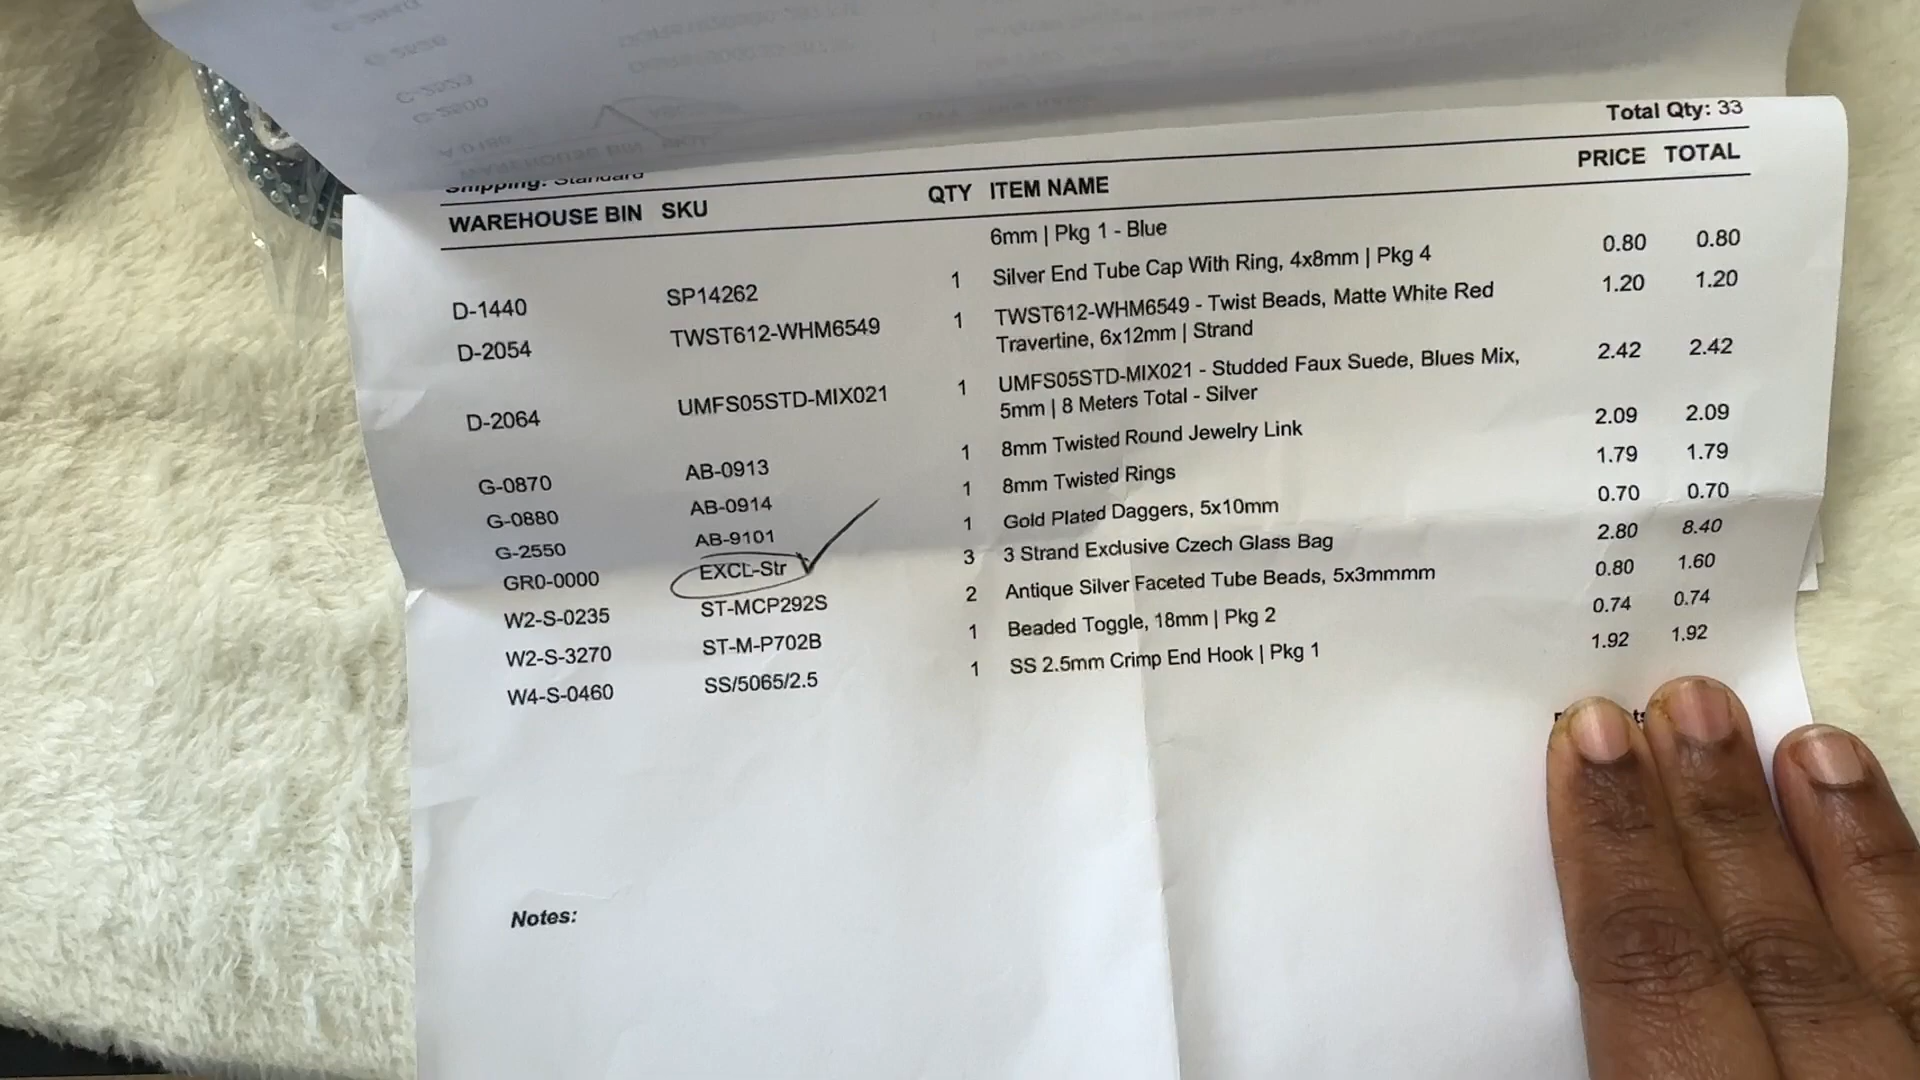 Total Qty: 33
Shipping: Standard
WAREHOUSE BIN SKU QTY ITEM NAME PRICE TOTAL
6mm | Pkg 1 - Blue
D-1440 SP14262 1 Silver End Tube Cap With Ring, 4x8mm | Pkg 4 0.80 0.80
D-2054 TWST612-WHM6549 1 TWST612-WHM6549 - Twist Beads, Matte White Red 1.20 1.20
Travertine, 6x12mm | Strand
D-2064 UMFS05STD-MIX021 1 UMFS05STD-MIX021 - Studded Faux Suede, Blues Mix, 2.42 2.42
5mm | 8 Meters Total - Silver
G-0870 AB-0913 1 8mm Twisted Round Jewelry Link 2.09 2.09
G-0880 AB-0914 1 8mm Twisted Rings 1.79 1.79
G-2550 AB-9101 1 Gold Plated Daggers, 5x10mm 0.70 0.70
GR0-0000 EXCL-Str 3 3 Strand Exclusive Czech Glass Bag 2.80 8.40
W2-S-0235 ST-MCP292S 2 Antique Silver Faceted Tube Beads, 5x3mmmm 0.80 1.60
W2-S-3270 ST-M-P702B 1 Beaded Toggle, 18mm | Pkg 2 0.74 0.74
W4-S-0460 SS/5065/2.5 1 SS 2.5mm Crimp End Hook | Pkg 1 1.92 1.92
Notes: